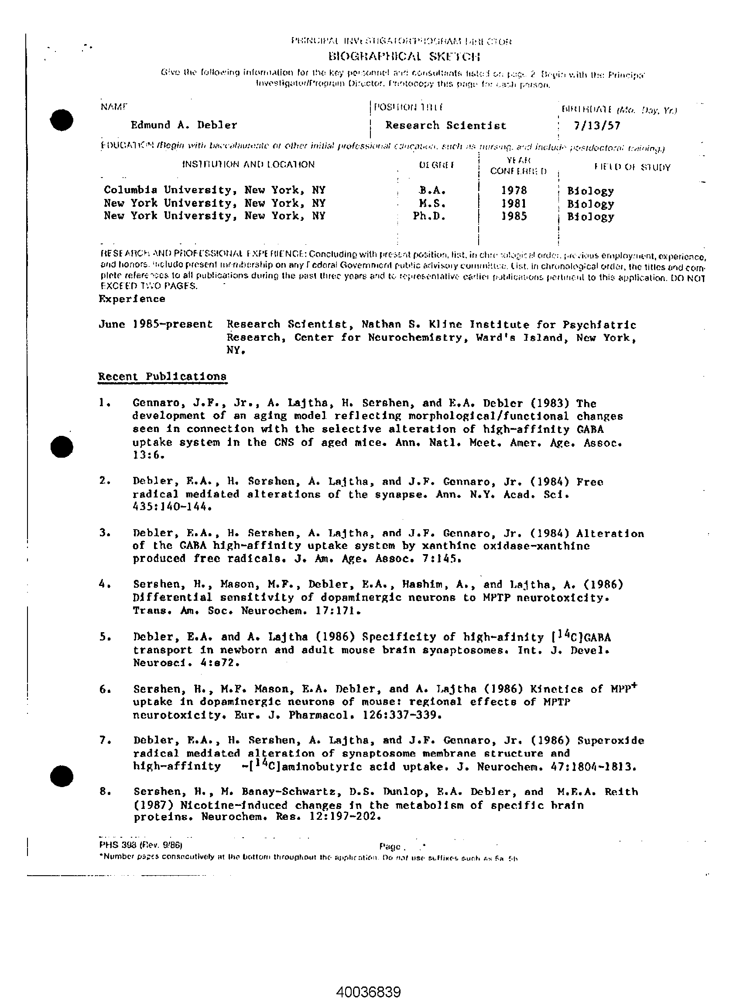 PRINCIPAL INVESTIGATOR/PROGRAM DIRECTOR
BIOGRAPHICAL SKETCH
Give the following information for the key personnel and consultants listed on page 2. Begin with the Principal
Investigator/Program Director. Photocopy this page for each person.
NAME POSITION TITLE BIRTHDATE (Mo. Day, Yr.)
Edmund A. Debler Research Scientist 7/13/57
EDUCATION (Begin with baccalaureate or other initial professional education, such as nursing, and include postdoctoral training.)
INSTITUTION AND LOCATION DEGREE YEAR CONFERRED FIELD OF STUDY
Columbia University, New York, NY B.A. 1978 Biology
New York University, New York, NY M.S. 1981 Biology
New York University, New York, NY Ph.D. 1985 Biology
RESEARCH AND PROFESSIONAL EXPERIENCE: Concluding with present position, list, in chronological order, previous employment, experience,
and honors. Include present membership on any Federal Government public advisory committee. List, in chronological order, the titles and com-
plete references to all publications during the past three years and to representative earlier publications pertinent to this application. DO NOT
EXCEED TWO PAGES.
Experience
June 1985-present Research Scientist, Nathan S. Kline Institute for Psychiatric
Research, Center for Neurochemistry, Ward's Island, New York,
NY.
Recent Publications
1. Gennaro, J.F., Jr., A. Lajtha, H. Sershen, and E.A. Debler (1983) The
development of an aging model reflecting morphological/functional changes
seen in connection with the selective alteration of high-affinity GABA
uptake system in the CNS of aged mice. Ann. Natl. Meet. Amer. Age. Assoc.
13:6.
2. Debler, E.A., H. Sershen, A. Lajtha, and J.F. Gennaro, Jr. (1984) Free
radical mediated alterations of the synapse. Ann. N.Y. Acad. Sci.
435:140-144.
3. Debler, E.A., H. Sershen, A. Lajtha, and J.F. Gennaro, Jr. (1984) Alteration
of the GABA high-affinity uptake system by xanthine oxidase-xanthine
produced free radicals. J. Am. Age. Assoc. 7:145.
4. Sershen, H., Mason, M.F., Debler, E.A., Hashim, A., and Lajtha, A. (1986)
Differential sensitivity of dopaminergic neurons to MPTP neurotoxicity.
Trans. Am. Soc. Neurochem. 17:171.
5. Debler, E.A. and A. Lajtha (1986) Specificity of high-afinity [14C]GABA
transport in newborn and adult mouse brain synaptosomes. Int. J. Devel.
Neurosci. 4:s72.
6. Sershen, H., M.F. Mason, E.A. Debler, and A. Lajtha (1986) Kinetics of MPP+
uptake in dopaminergic neurons of mouse: regional effects of MPTP
neurotoxicity. Eur. J. Pharmacol. 126:337-339.
7. Debler, E.A., H. Sershen, A. Lajtha, and J.F. Gennaro, Jr. (1986) Superoxide
radical mediated alteration of synaptosome membrane structure and
high-affinity -[14C]aminobutyric acid uptake. J. Neurochem. 47:1804-1813.
8. Sershen, H., M. Banay-Schwartz, D.S. Dunlop, E.A. Debler, and M.E.A. Reith
(1987) Nicotine-induced changes in the metabolism of specific brain
proteins. Neurochem. Res. 12:197-202.
PHS 398 (Rev. 9/86) Page
*Number pages consecutively at the bottom throughout the application. Do not use suffixes such as 5a, 5b.
40036839